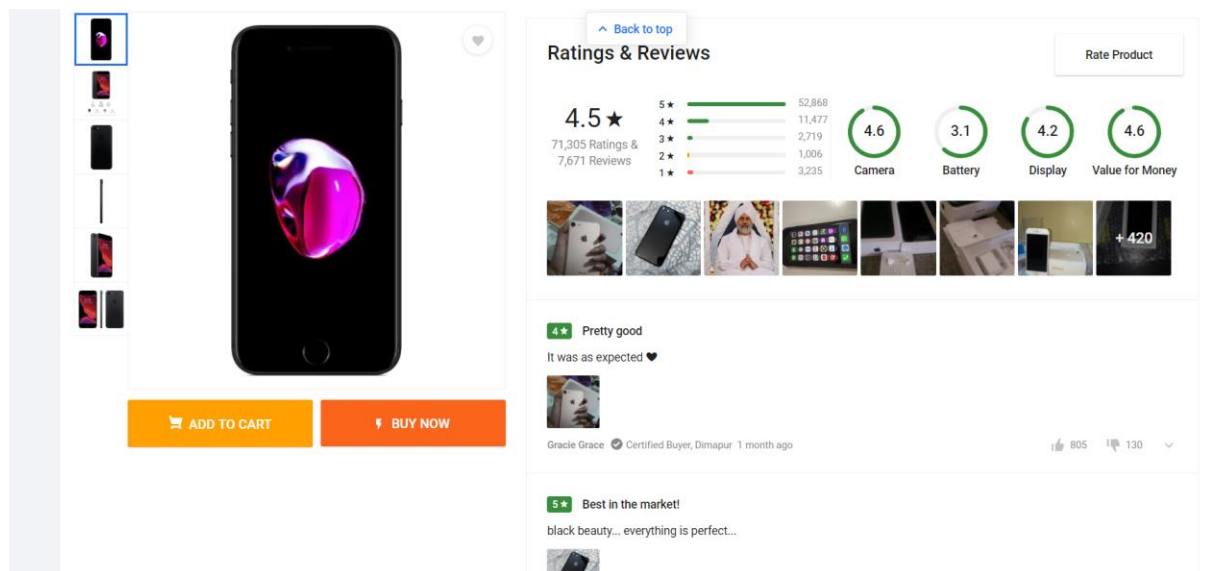 Back to top
Ratings & Reviews
Rate Product
4.5★
71,305 Ratings &
7,671 Reviews
5★ 52,868
4★ 11,477
3★ 2,719
2★ 1,006
1★ 3,235
4.6
Camera
3.1
Battery
4.2
Display
4.6
Value for Money
+ 420
4★ Pretty good
It was as expected 🖤
Gracie Grace Certified Buyer, Dimapur 1 month ago
805 130
ADD TO CART
BUY NOW
5★ Best in the market!
black beauty... everything is perfect...